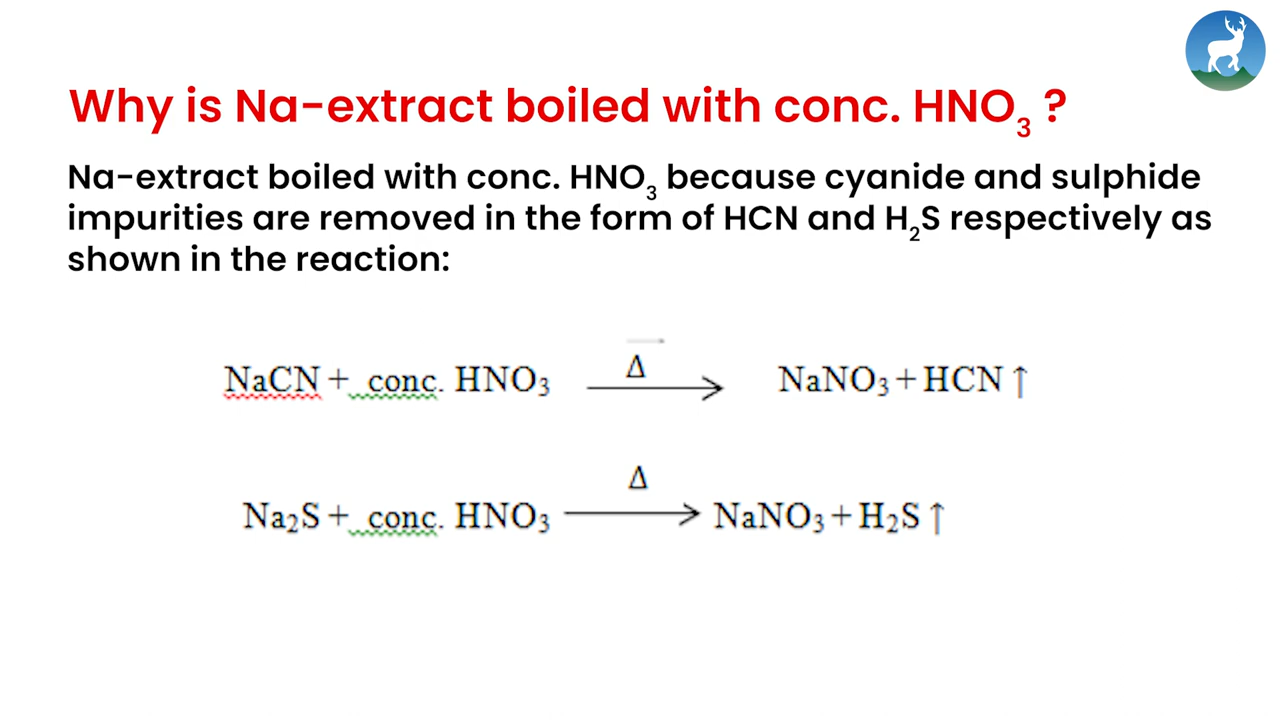 Why is Na-extract boiled with conc. HNO₃ ?
Na-extract boiled with conc. HNO₃ because cyanide and sulphide
impurities are removed in the form of HCN and H₂S respectively as
shown in the reaction:
Δ
NaCN + conc. HNO₃ ⟶ NaNO₃ + HCN ↑
Δ
Na₂S + conc. HNO₃ ⟶ NaNO₃ + H₂S ↑